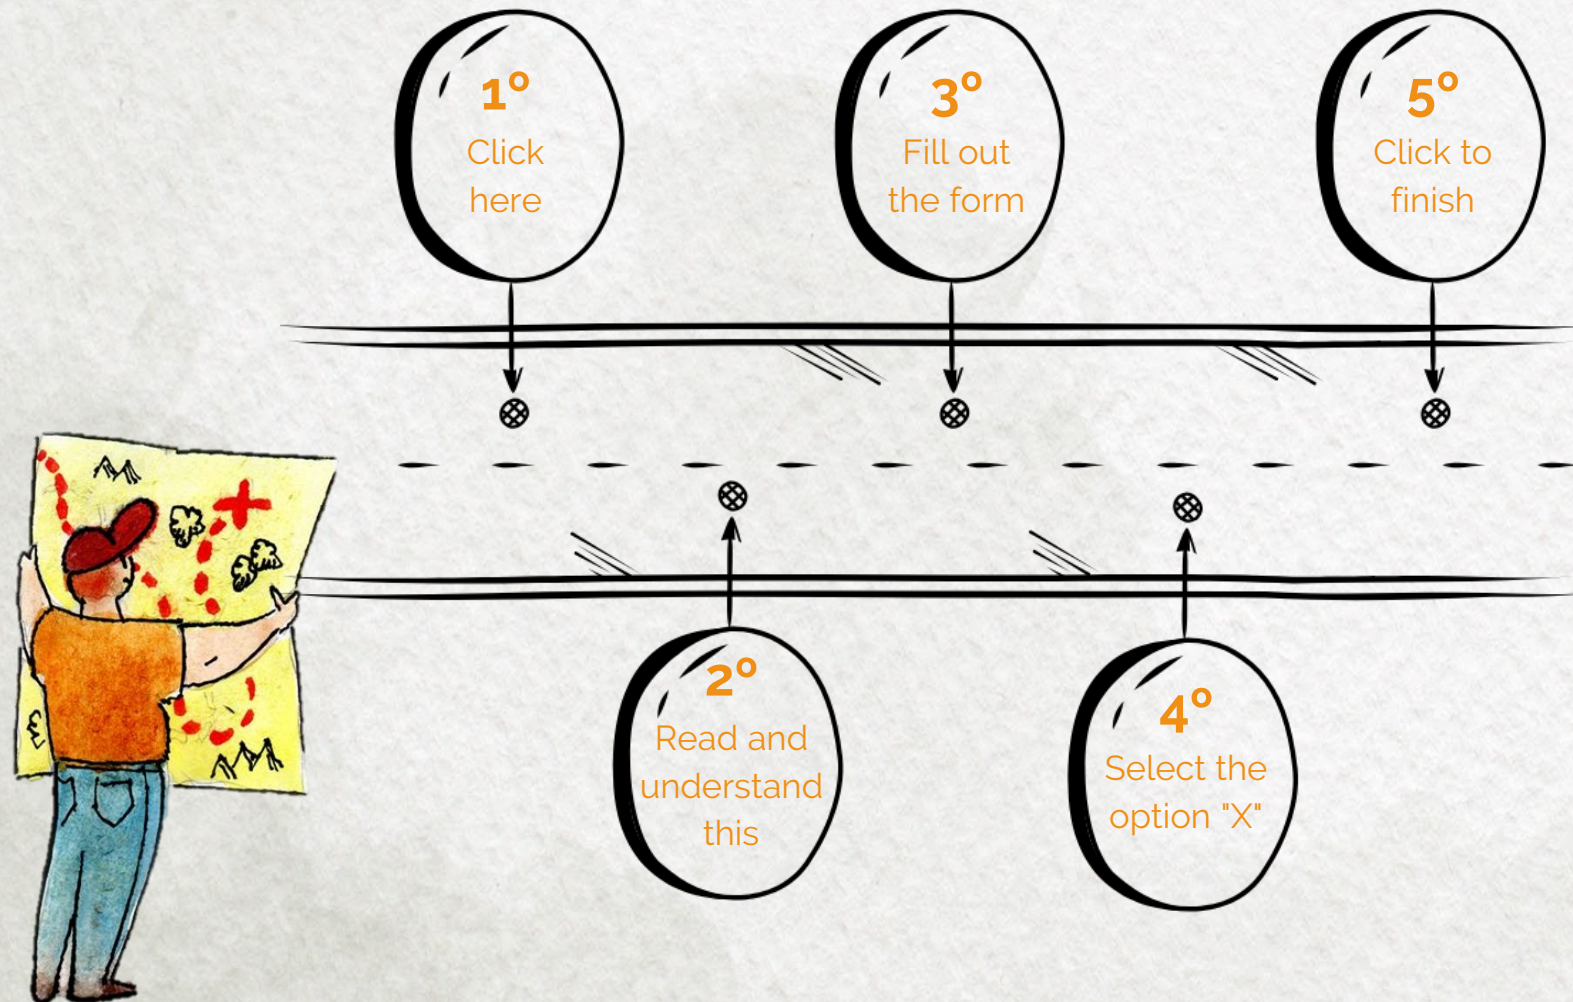 1º
Click
here
2º
Read and
understand
this
3º
Fill out
the form
4º
Select the
option "X"
5º
Click to
finish